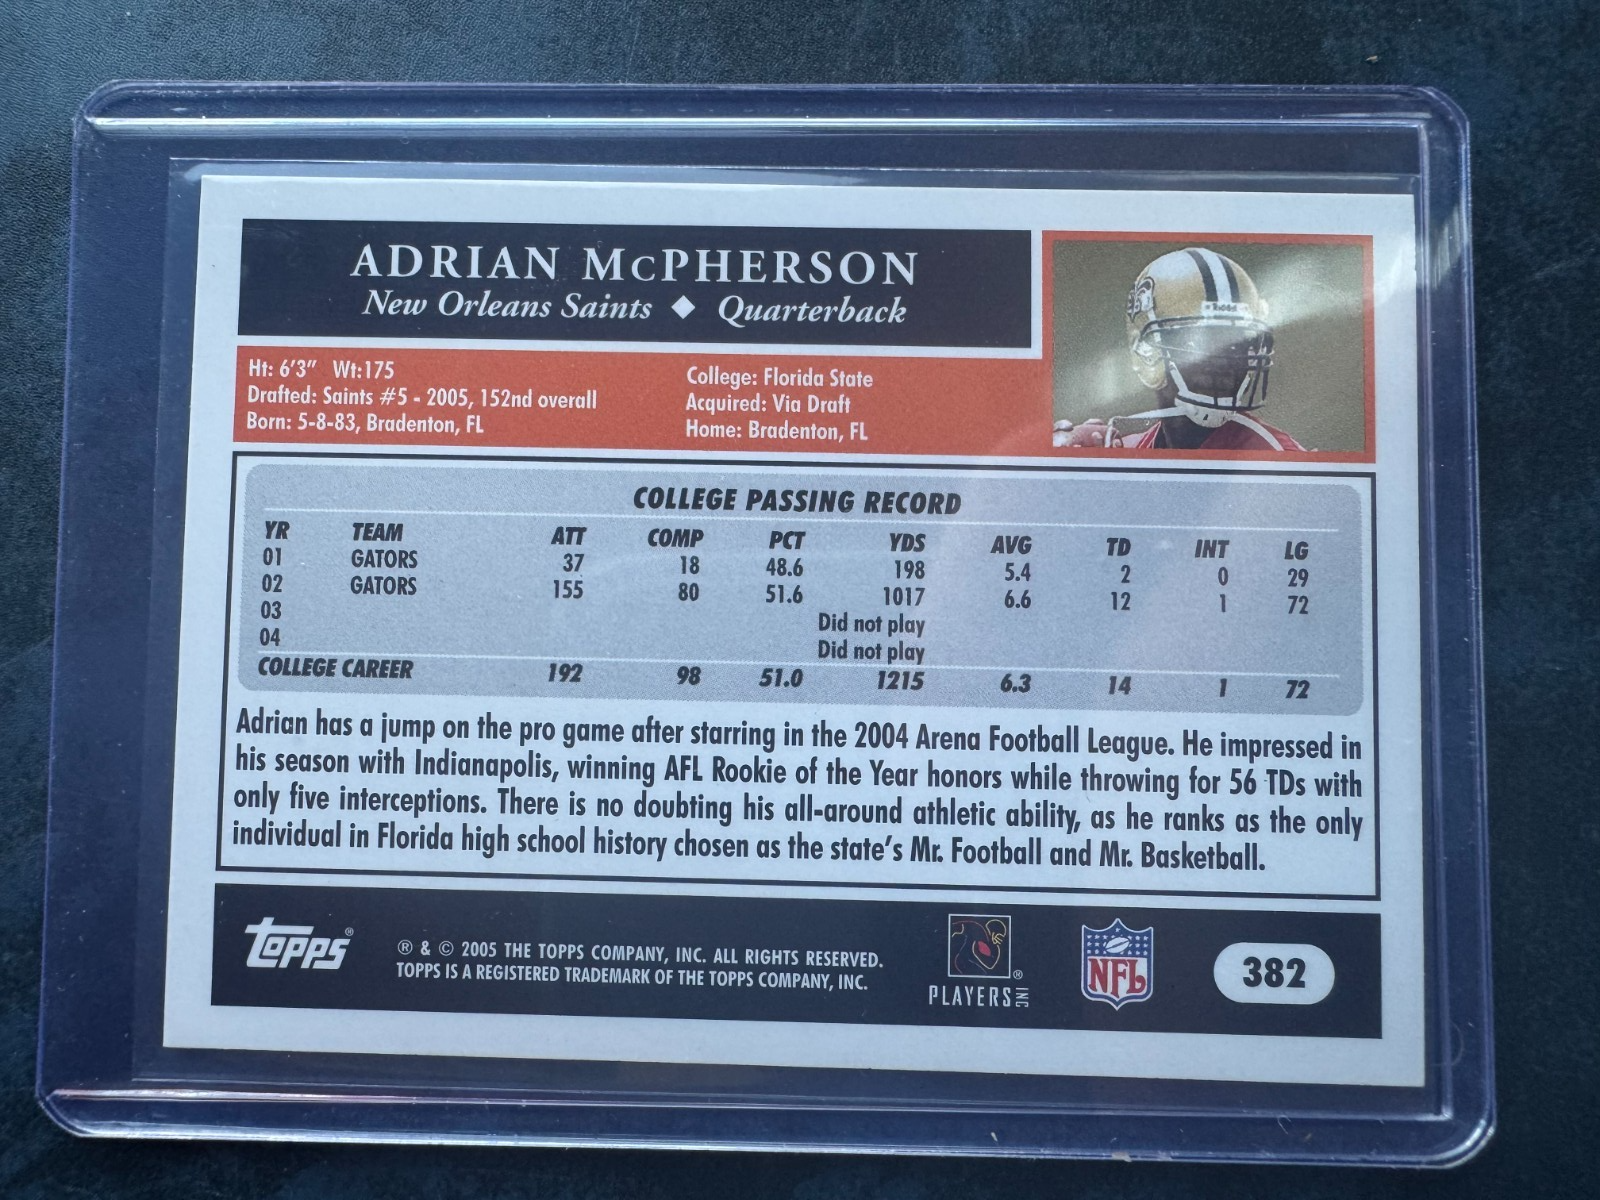 ADRIAN McPHERSON
New Orleans Saints ◆ Quarterback
Ht: 6'3" Wt:175
Drafted: Saints #5 - 2005, 152nd overall
Born: 5-8-83, Bradenton, FL
College: Florida State
Acquired: Via Draft
Home: Bradenton, FL
COLLEGE PASSING RECORD
YR TEAM ATT COMP PCT YDS AVG TD INT LG
01 GATORS 37 18 48.6 198 5.4 2 0 29
02 GATORS 155 80 51.6 1017 6.6 12 1 72
03 Did not play
04 Did not play
COLLEGE CAREER 192 98 51.0 1215 6.3 14 1 72
Adrian has a jump on the pro game after starring in the 2004 Arena Football League. He impressed in
his season with Indianapolis, winning AFL Rookie of the Year honors while throwing for 56 TDs with
only five interceptions. There is no doubting his all-around athletic ability, as he ranks as the only
individual in Florida high school history chosen as the state's Mr. Football and Mr. Basketball.
Topps®
® & © 2005 THE TOPPS COMPANY, INC. ALL RIGHTS RESERVED.
TOPPS IS A REGISTERED TRADEMARK OF THE TOPPS COMPANY, INC.
PLAYERS INC ®
NFL
382